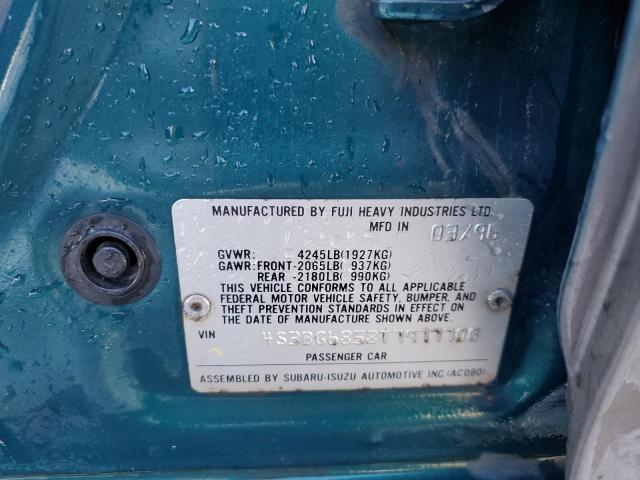 MANUFACTURED BY FUJI HEAVY INDUSTRIES LTD.
MFD IN 03/96
GVWR: 4245LB(1927KG)
GAWR:FRONT-2065LB( 937KG)
REAR -2180LB( 990KG)
THIS VEHICLE CONFORMS TO ALL APPLICABLE
FEDERAL MOTOR VEHICLE SAFETY, BUMPER, AND
THEFT PREVENTION STANDARDS IN EFFECT ON
THE DATE OF MANUFACTURE SHOWN ABOVE.
VIN
PASSENGER CAR
ASSEMBLED BY SUBARU-ISUZU AUTOMOTIVE INC.(AC080)